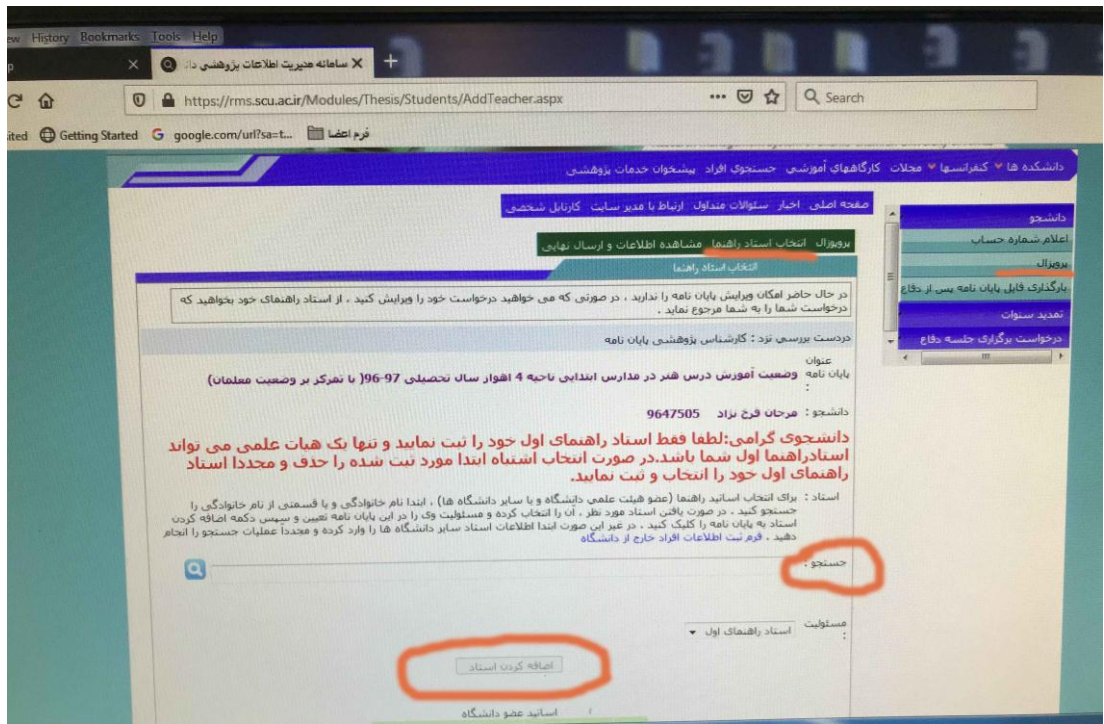 History Bookmarks Tools Help
سامانه مدیریت اطلاعات پژوهشی دان
https://rms.scu.ac.ir/Modules/Thesis/Students/AddTeacher.aspx
Search
Getting Started google.com/url?sa=t... فرم اعضا
دانشکده ها کنفرانسها مجلات کارگاههای آموزشی جستجوی افراد پیشخوان خدمات پژوهشی
صفحه اصلی اخبار سئوالات متداول ارتباط با مدیر سایت کارتابل شخصی
دانشجو
اعلام شماره حساب
پروپزال
بارگذاری فایل پایان نامه پس از دفاع
تمدید سنوات
درخواست برگزاری جلسه دفاع
پروپوزال انتخاب استاد راهنما مشاهده اطلاعات و ارسال نهایی
انتخاب استاد راهنما
در حال حاضر امکان ویرایش پایان نامه را ندارید ، در صورتی که می خواهید درخواست خود را ویرایش کنید ، از استاد راهنمای خود بخواهید که
درخواست شما را به شما مرجوع نماید .
دردست بررسی نزد : کارشناس پژوهشی پایان نامه
عنوان
پایان نامه وضعیت آموزش درس هنر در مدارس ابتدایی ناحیه 4 اهواز سال تحصیلی 97-96( با تمرکز بر وضعیت معلمان)
:
دانشجو : مرجان فرخ نژاد 9647505
دانشجوی گرامی:لطفا فقط استاد راهنمای اول خود را ثبت نمایید و تنها یک هیات علمی می تواند
استادراهنما اول شما باشد.در صورت انتخاب اشتباه ابتدا مورد ثبت شده را حذف و مجددا استاد
راهنمای اول خود را انتخاب و ثبت نمایید.
استاد : برای انتخاب اساتید راهنما (عضو هیئت علمی دانشگاه و یا سایر دانشگاه ها) ، ابتدا نام خانوادگی و یا قسمتی از نام خانوادگی را
جستجو کنید . در صورت یافتن استاد مورد نظر ، آن را انتخاب کرده و مسئولیت وی را در این پایان نامه تعیین و سپس دکمه اضافه کردن
استاد به پایان نامه را کلیک کنید . در غیر این صورت ابتدا اطلاعات استاد سایر دانشگاه ها را وارد کرده و مجدداً عملیات جستجو را انجام
دهید . فرم ثبت اطلاعات افراد خارج از دانشگاه
جستجو :
مسئولیت استاد راهنمای اول
:
اضافه کردن استاد
اساتید عضو دانشگاه